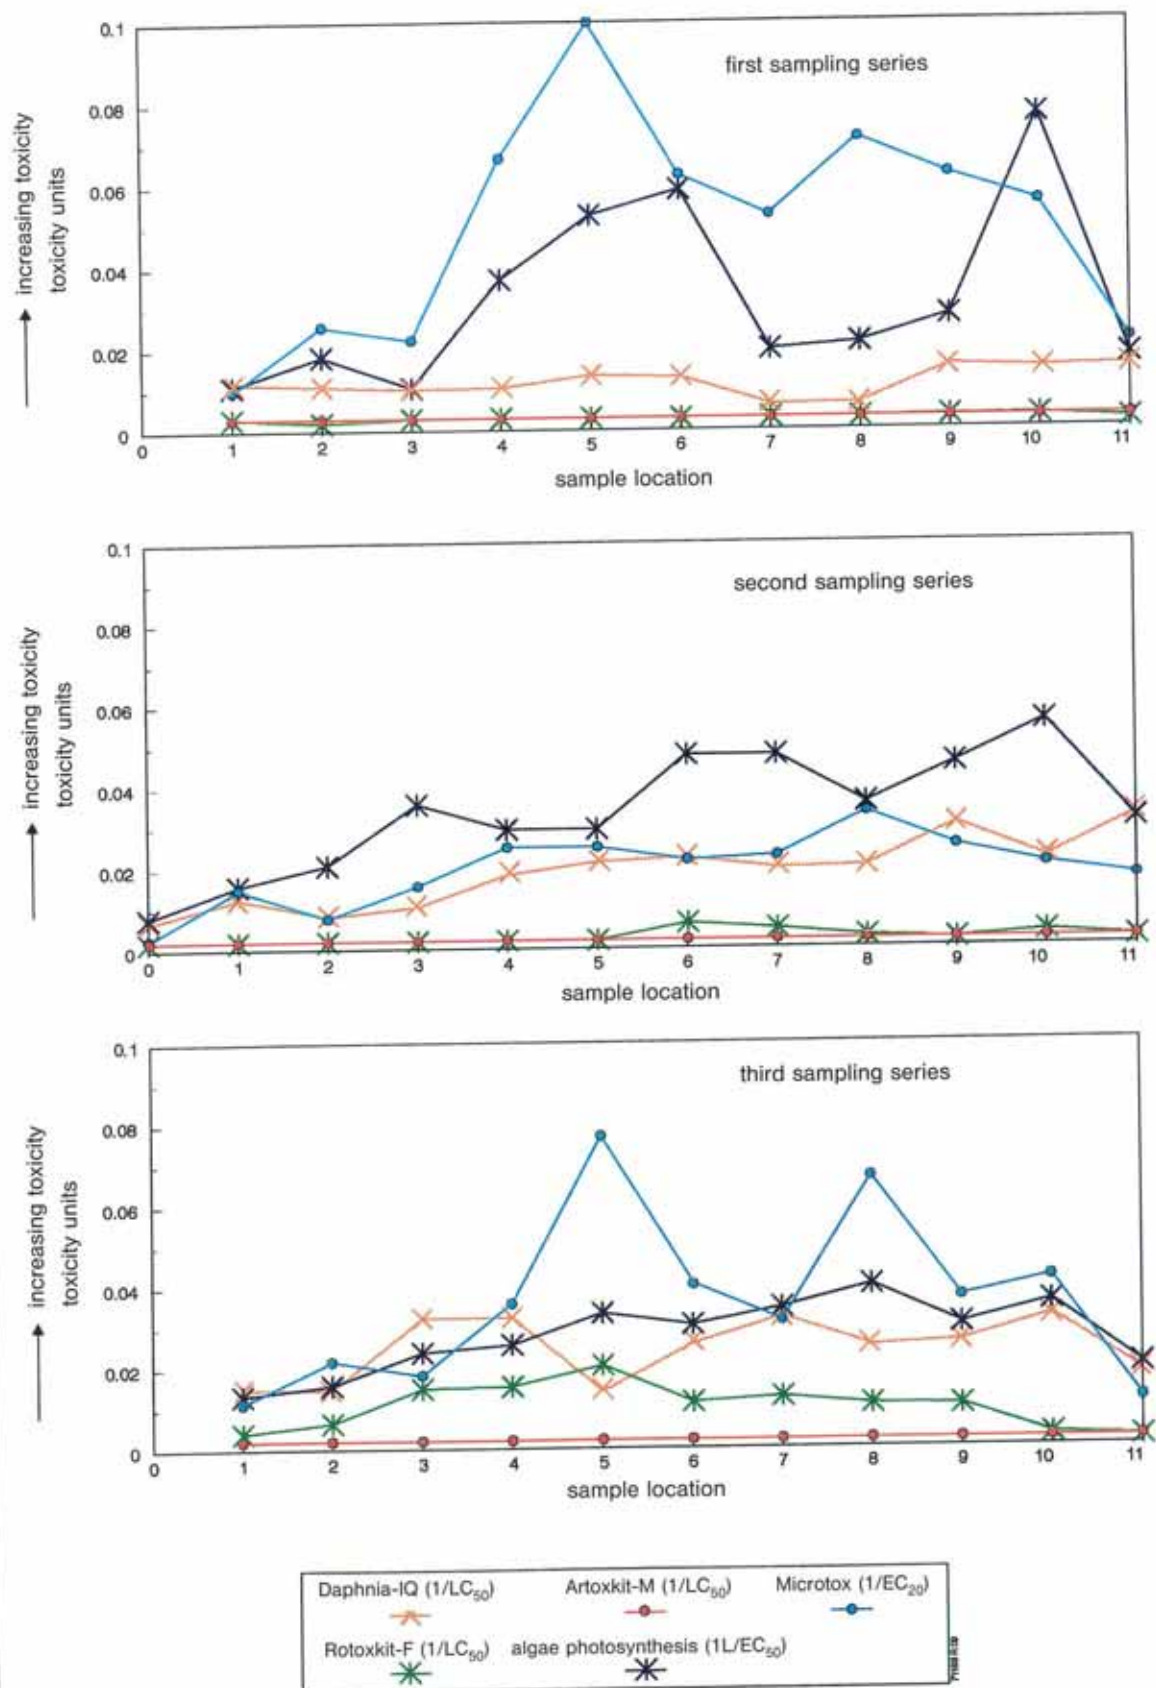 0.1
first sampling series
0.08
0.06
0.04
0.02
0
increasing toxicity
toxicity units
0 1 2 3 4 5 6 7 8 9 10 11
sample location
0.1
second sampling series
0.08
0.06
0.04
0.02
0
increasing toxicity
toxicity units
0 1 2 3 4 5 6 7 8 9 10 11
sample location
0.1
third sampling series
0.08
0.06
0.04
0.02
0
increasing toxicity
toxicity units
0 1 2 3 4 5 6 7 8 9 10 11
sample location
Daphnia-IQ (1/LC50) Artoxkit-M (1/LC50) Microtox (1/EC20)
Rotoxkit-F (1/LC50) algae photosynthesis (1L/EC50)